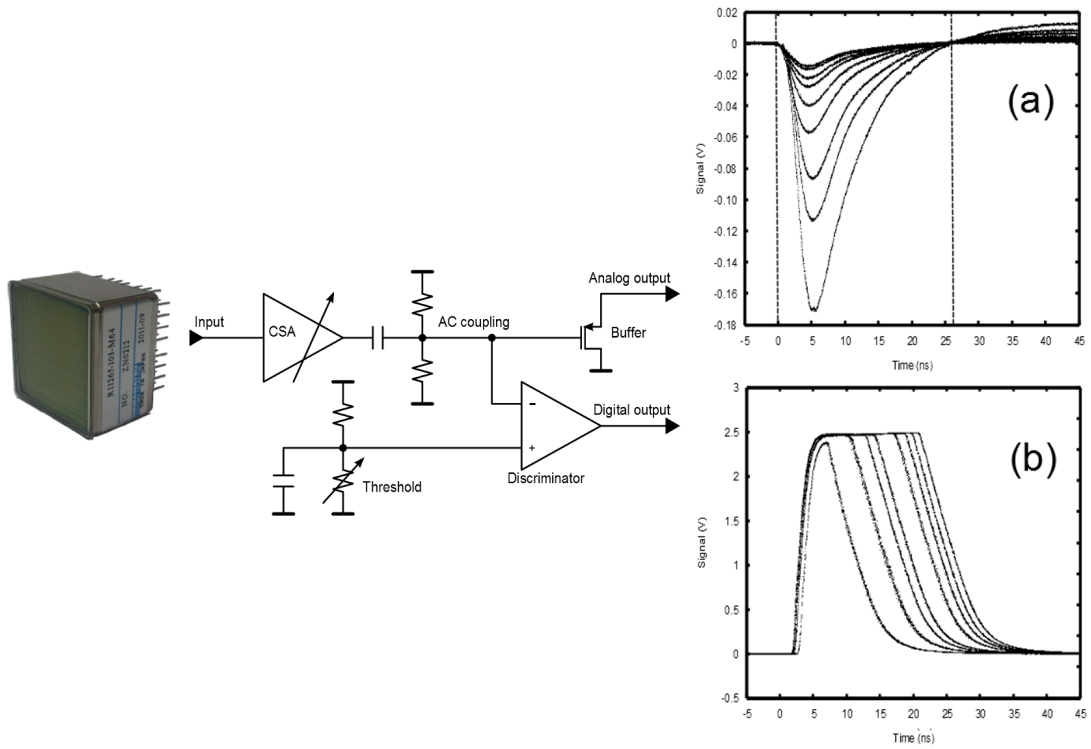 R11265-103-M64
NO. ZN0212
2011-09
Input
CSA
AC coupling
Analog output
Buffer
Digital output
Discriminator
Threshold
-
+
(a)
Signal (V)
0.02
0
-0.02
-0.04
-0.06
-0.08
-0.10
-0.12
-0.14
-0.16
-0.18
-5 0 5 10 15 20 25 30 35 40 45
Time (ns)
(b)
Signal (V)
3
2.5
2
1.5
1
0.5
0
-0.5
-5 0 5 10 15 20 25 30 35 40 45
Time (ns)